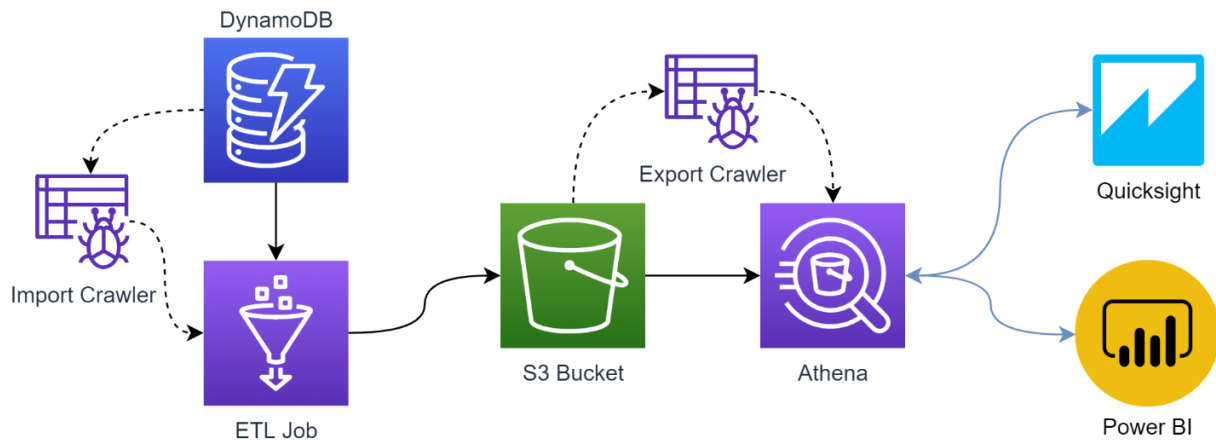 DynamoDB
Import Crawler
ETL Job
Export Crawler
S3 Bucket
Athena
Quicksight
Power BI